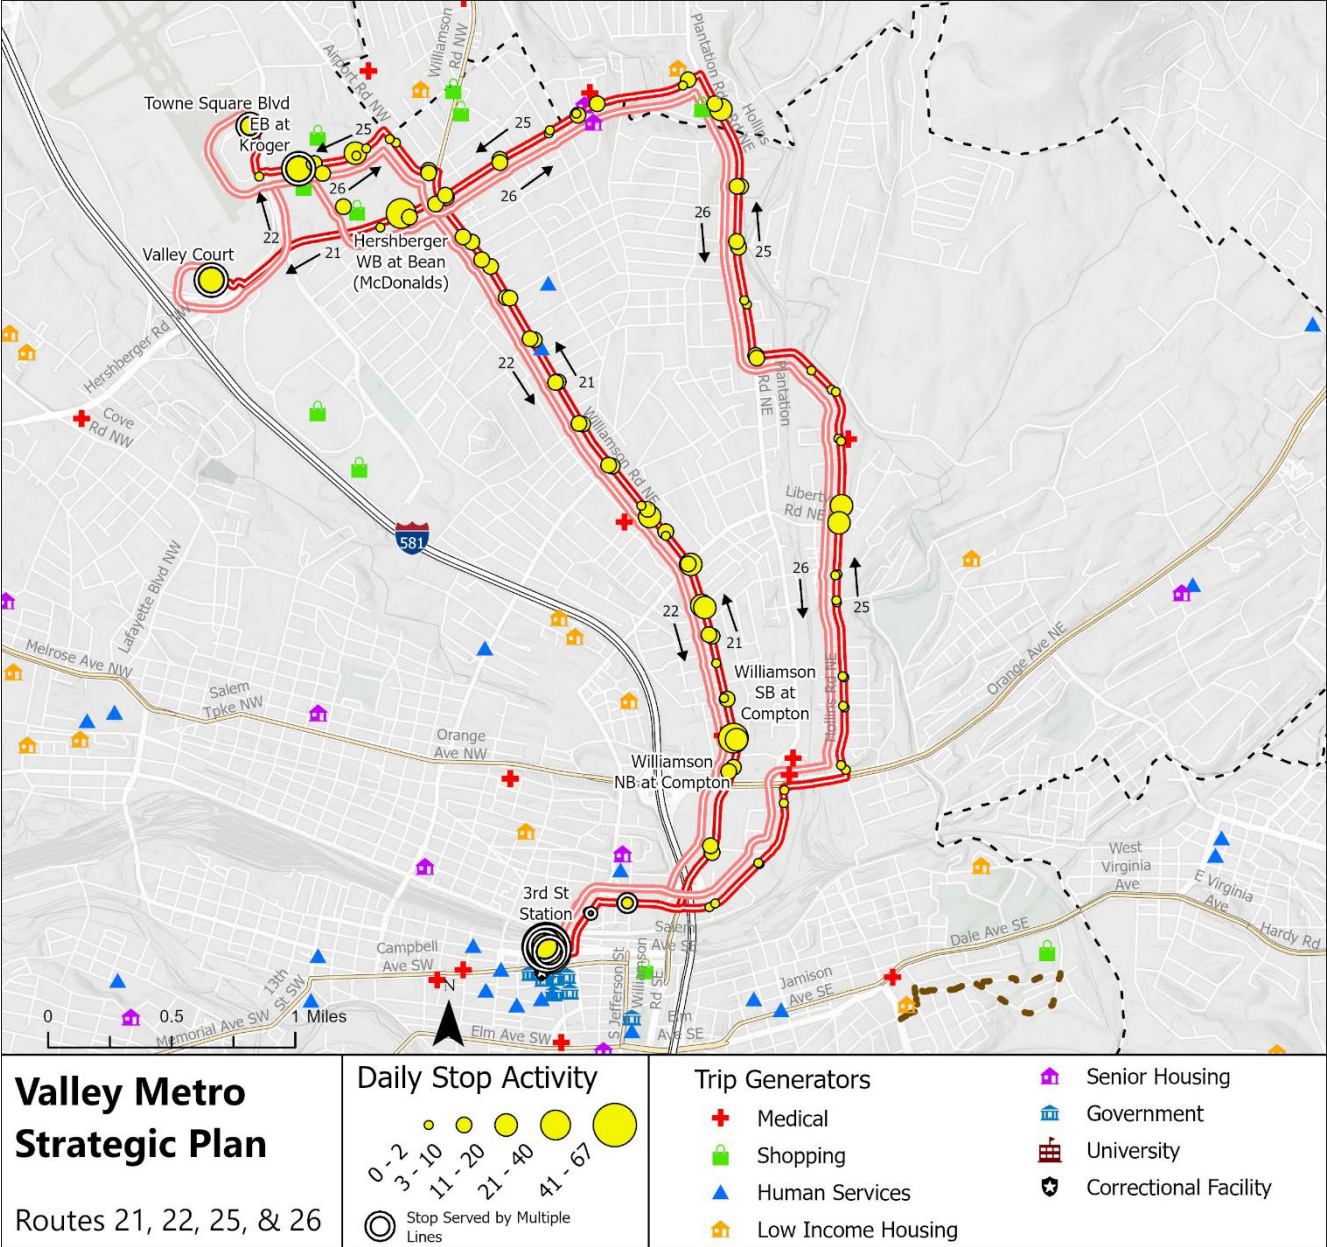 Williamson
Rd NW
Airport Rd NW
Plantation Rd NE
Hollins
Rd NE
Towne Square Blvd
EB at
Kroger
25
26
25
26
22
21
Hershberger
WB at Bean
(McDonalds)
Valley Court
Hershberger Rd NW
26
25
Cove
Rd NW
22
21
Plantation
Rd NE
Williamson Rd NE
Liberty
Rd NE
581
Lafayette Blvd NW
26
25
22
21
Melrose Ave NW
Salem
Tpke NW
Orange
Ave NW
Williamson
SB at
Compton
Williamson
NB at Compton
Hollins Rd NE
Orange Ave NE
West
Virginia
Ave
E Virginia
Ave
Hardy Rd
Dale Ave SE
Jamison
Ave SE
3rd St
Station
Campbell
Ave SW
Salem
Ave SE
13th
St SW
S Jefferson St
Williamson
Rd SE
Elm
Ave SE
Elm Ave SW
Memorial Ave SW
N
0 0.5 1 Miles
Valley Metro
Strategic Plan
Routes 21, 22, 25, & 26
Daily Stop Activity
0 - 2
3 - 10
11 - 20
21 - 40
41 - 67
Stop Served by Multiple
Lines
Trip Generators
Medical
Shopping
Human Services
Low Income Housing
Senior Housing
Government
University
Correctional Facility